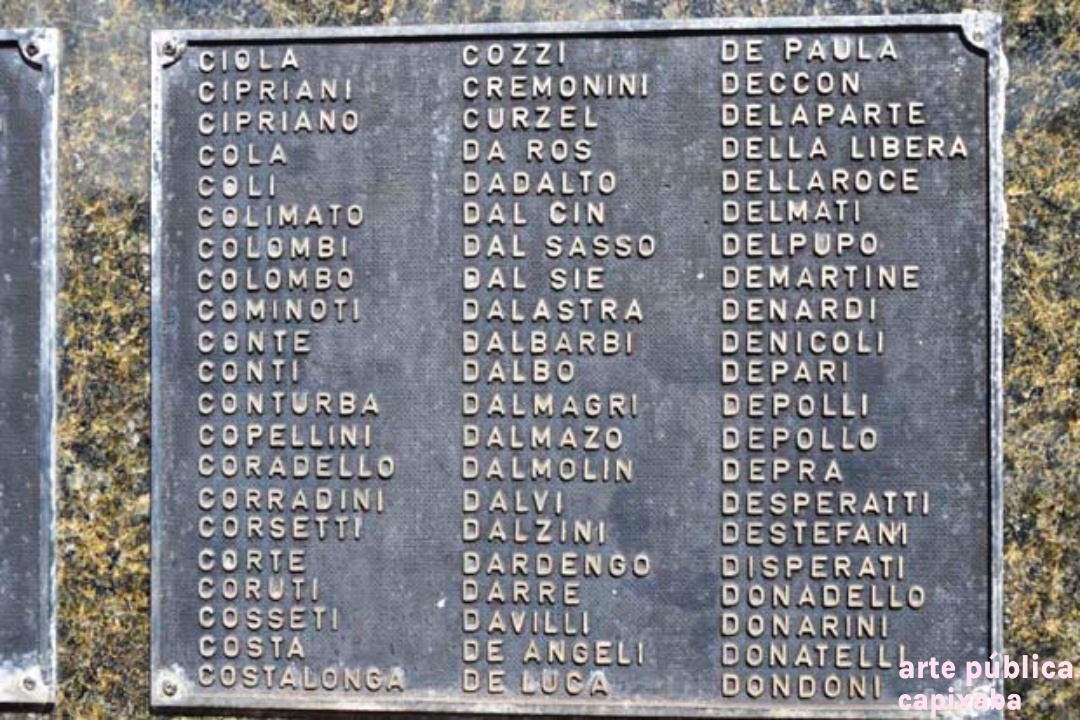 CIOLA
CIPRIANI
CIPRIANO
COLA
COLI
COLIMATO
COLOMBI
COLOMBO
COMINOTI
CONTE
CONTI
CONTURBA
COPELLINI
CORADELLO
CORRADINI
CORSETTI
CORTE
CORUTI
COSSETI
COSTA
COSTALONGA
COZZI
CREMONINI
CURZEL
DA ROS
DADALTO
DAL CIN
DAL SASSO
DAL SIE
DALASTRA
DALBARBI
DALBO
DALMAGRI
DALMAZO
DALMOLIN
DALVI
DALZINI
DARDENGO
DARRE
DAVILLI
DE ANGELI
DE LUCA
DE PAULA
DECCON
DELAPARTE
DELLA LIBERA
DELLAROCE
DELMATI
DELPUPO
DEMARTINE
DENARDI
DENICOLI
DEPARI
DEPOLLI
DEPOLLO
DEPRA
DESPERATTI
DESTEFANI
DISPERATI
DONADELLO
DONARINI
DONATELLI
DONDONI
arte pública
capixaba